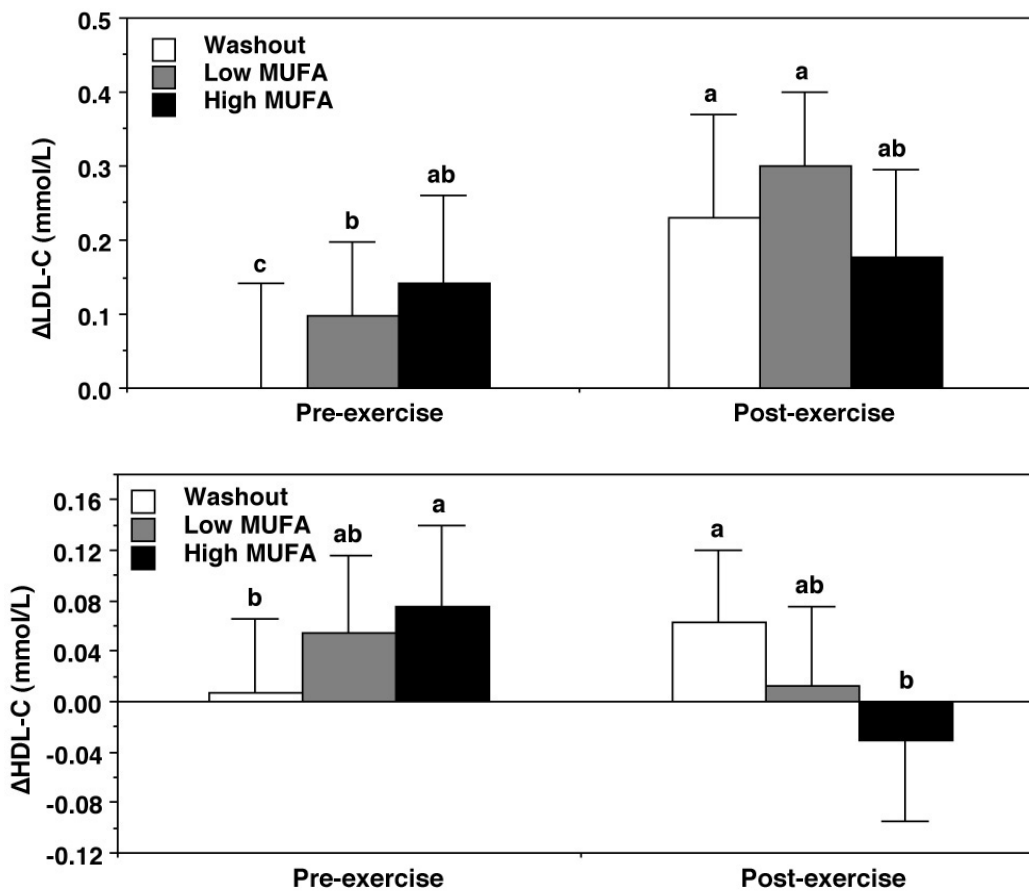 0.5
Washout
Low MUFA
High MUFA
0.4
0.3
0.2
0.1
0.0
ΔLDL-C (mmol/L)
c
b
ab
a
a
ab
Pre-exercise
Post-exercise
0.16
0.12
0.08
0.04
0.00
-0.04
-0.08
-0.12
ΔHDL-C (mmol/L)
Washout
Low MUFA
High MUFA
b
ab
a
a
ab
b
Pre-exercise
Post-exercise